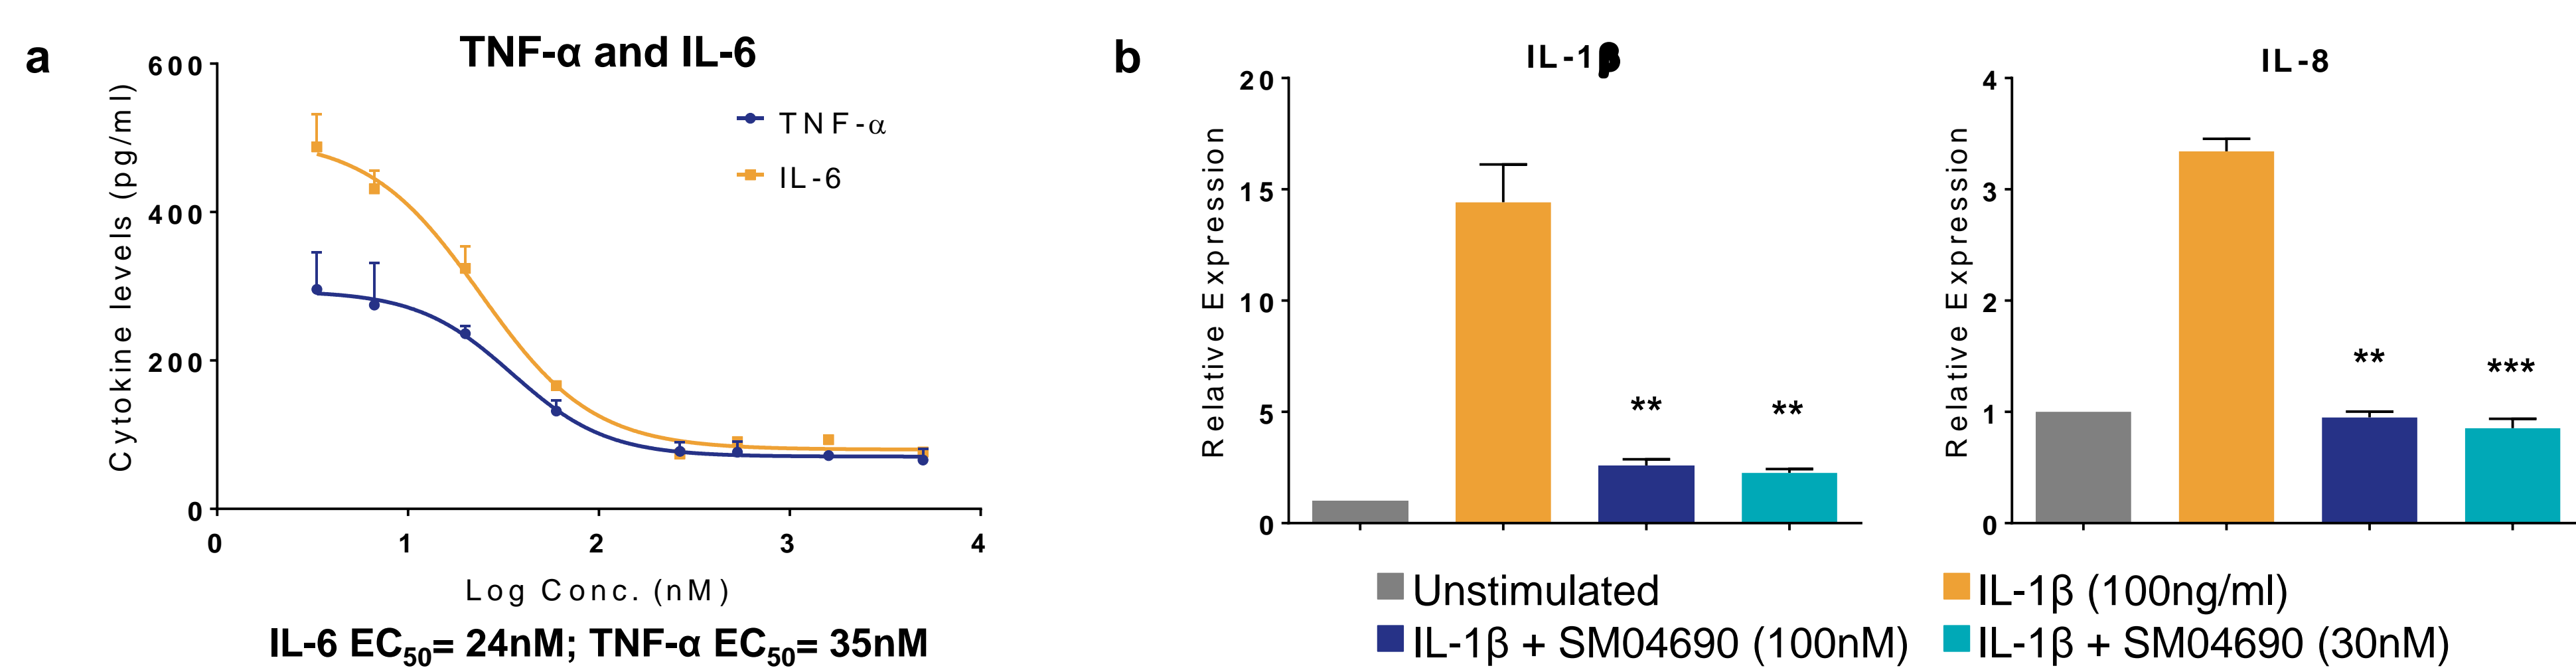 a
TNF-α and IL-6
Cytokine levels (pg/ml)
600
400
200
0
TNF-α
IL-6
0 1 2 3 4
Log Conc. (nM)
IL-6 EC50= 24nM; TNF-α EC50= 35nM
b
IL-1β
Relative Expression
20
15
10
5
0
** **
IL-8
Relative Expression
4
3
2
1
0
** ***
Unstimulated
IL-1β (100ng/ml)
IL-1β + SM04690 (100nM)
IL-1β + SM04690 (30nM)